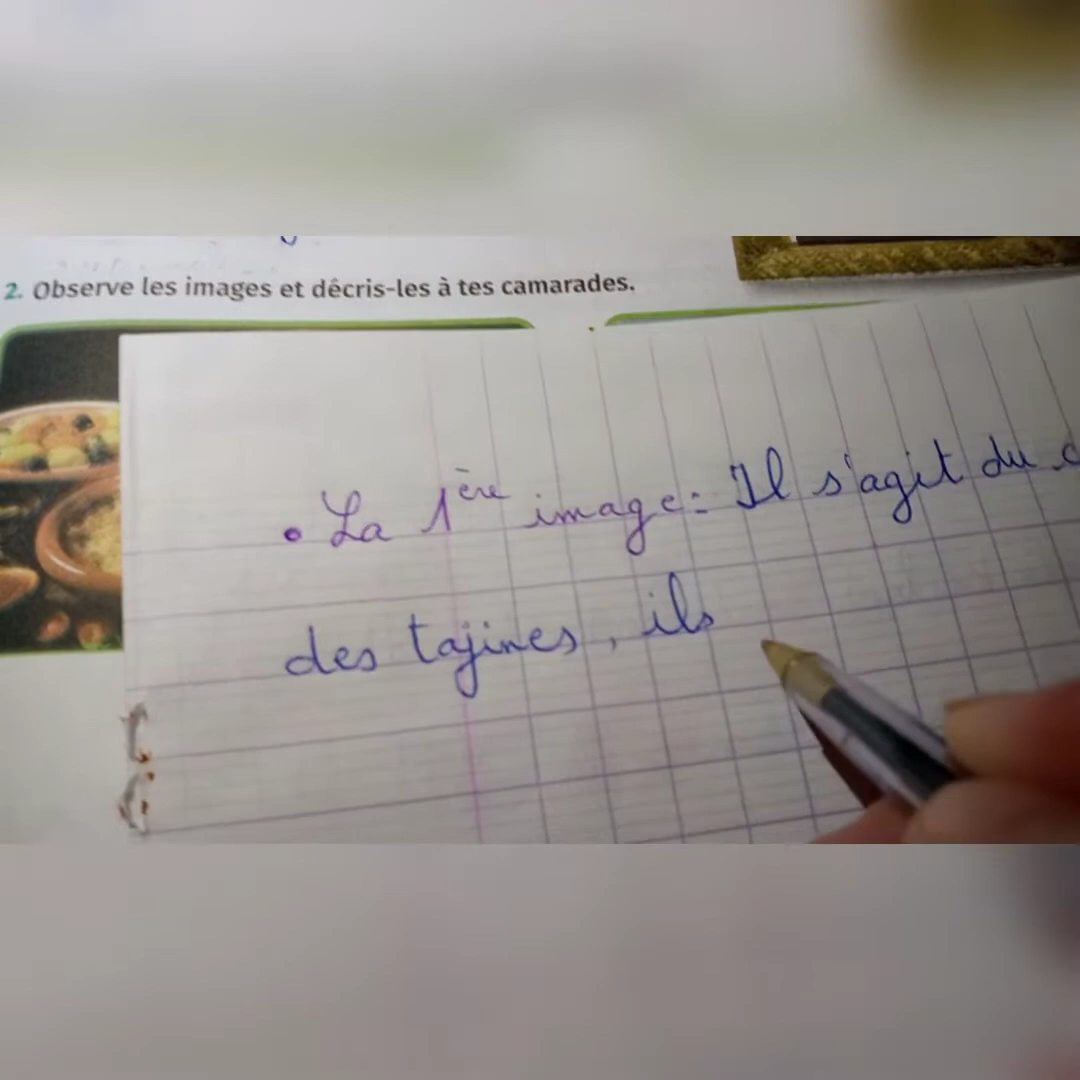 2. Observe les images et décris-les à tes camarades.
• La 1ère image: Il s'agit du
des tajines, ils